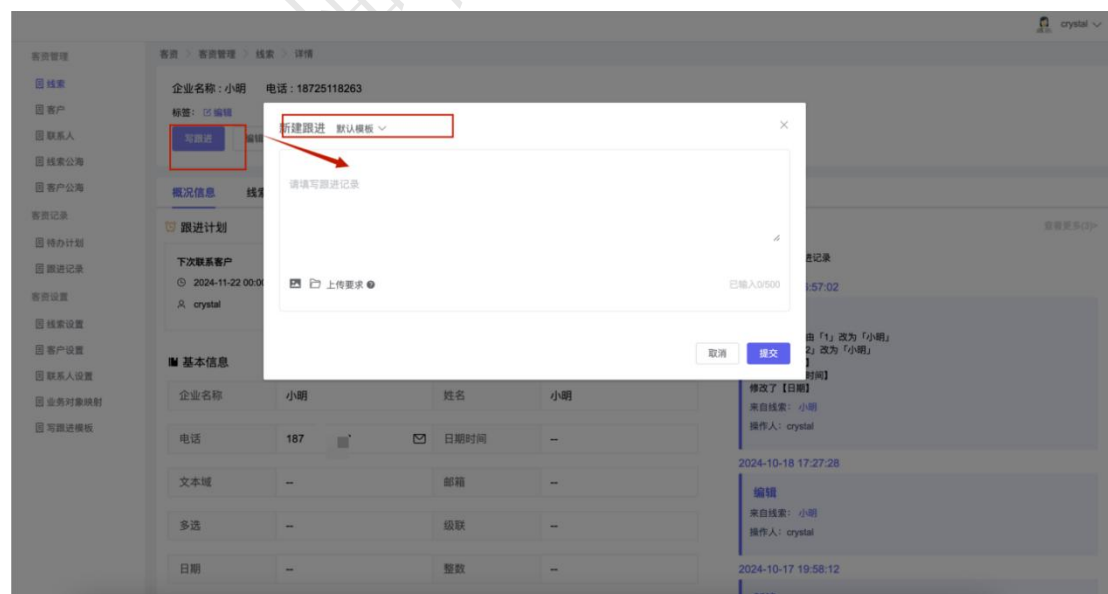 crystal
客资管理
线索
客户
联系人
线索公海
客户公海
客资记录
待办计划
跟进记录
客资设置
线索设置
客户设置
联系人设置
业务对象映射
写跟进模板
客资 > 客资管理 > 线索 > 详情
企业名称：小明 电话：18725118263
标签： 编辑
写跟进 编辑
概况信息 线索
跟进计划
查看更多(2)>
下次联系客户
2024-11-22 00:00
crystal
新建跟进 默认模板
请填写跟进记录
上传要求
已输入0/500
取消 提交
基本信息
企业名称 小明 姓名 小明
电话 187 日期时间 --
文本域 -- 邮箱 --
多选 -- 级联 --
日期 -- 整数 --
进记录
:57:02
由「1」改为「小明」
2」改为「小明」
】
时间】
修改了【日期】
来自线索： 小明
操作人：crystal
2024-10-18 17:27:28
编辑
来自线索： 小明
操作人：crystal
2024-10-17 19:58:12